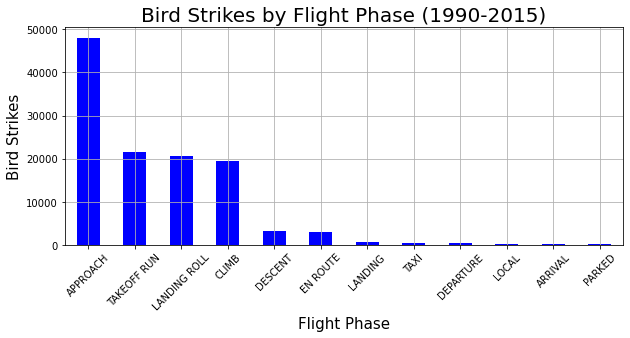 Bird Strikes by Flight Phase (1990-2015)
Bird Strikes
50000
40000
30000
20000
10000
0
APPROACH
TAKEOFF RUN
LANDING ROLL
CLIMB
DESCENT
EN ROUTE
LANDING
TAXI
DEPARTURE
LOCAL
ARRIVAL
PARKED
Flight Phase